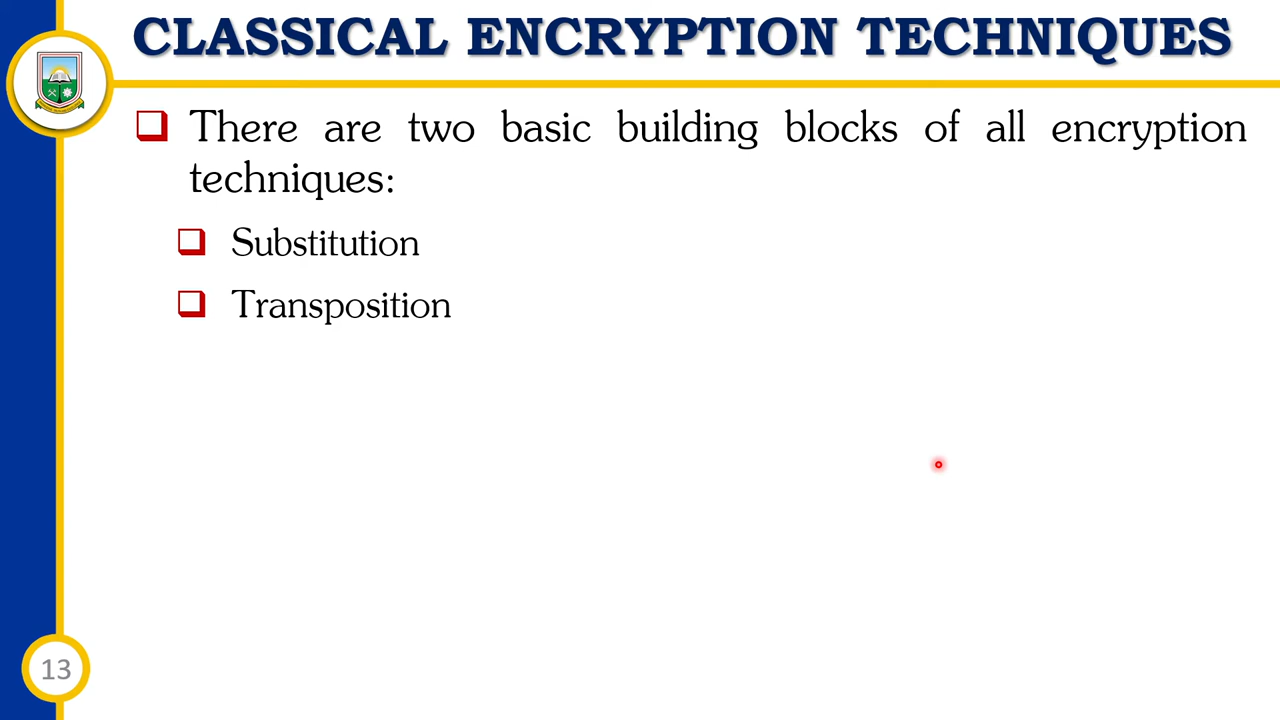 CLASSICAL ENCRYPTION TECHNIQUES
There are two basic building blocks of all encryption
techniques:
Substitution
Transposition
13